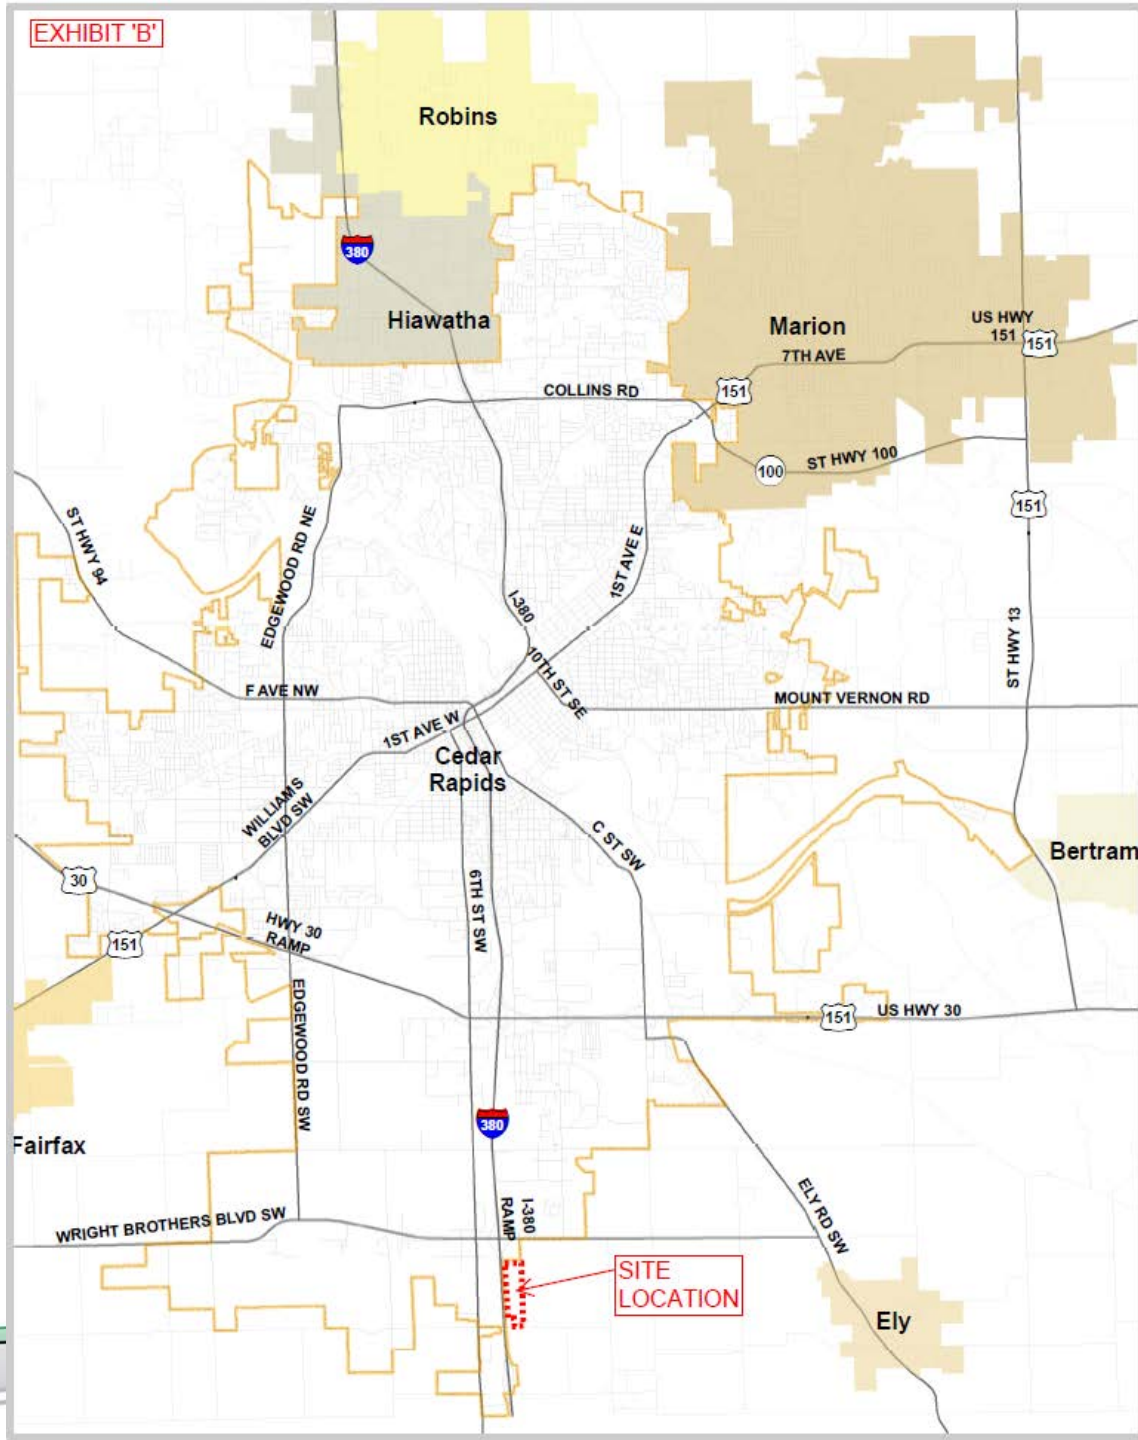 EXHIBIT 'B'
Robins
380
Hiawatha
Marion
US HWY
151
151
7TH AVE
COLLINS RD
151
100
ST HWY 100
151
ST HWY 94
EDGEWOOD RD NE
I-380
1ST AVE E
10TH ST SE
ST HWY 13
F AVE NW
MOUNT VERNON RD
1ST AVE W
Cedar
Rapids
WILLIAMS
BLVD SW
C ST SW
Bertram
30
6TH ST SW
HWY 30
RAMP
151
EDGEWOOD RD SW
151
US HWY 30
380
Fairfax
ELY RD SW
I-380
RAMP
WRIGHT BROTHERS BLVD SW
SITE
LOCATION
Ely